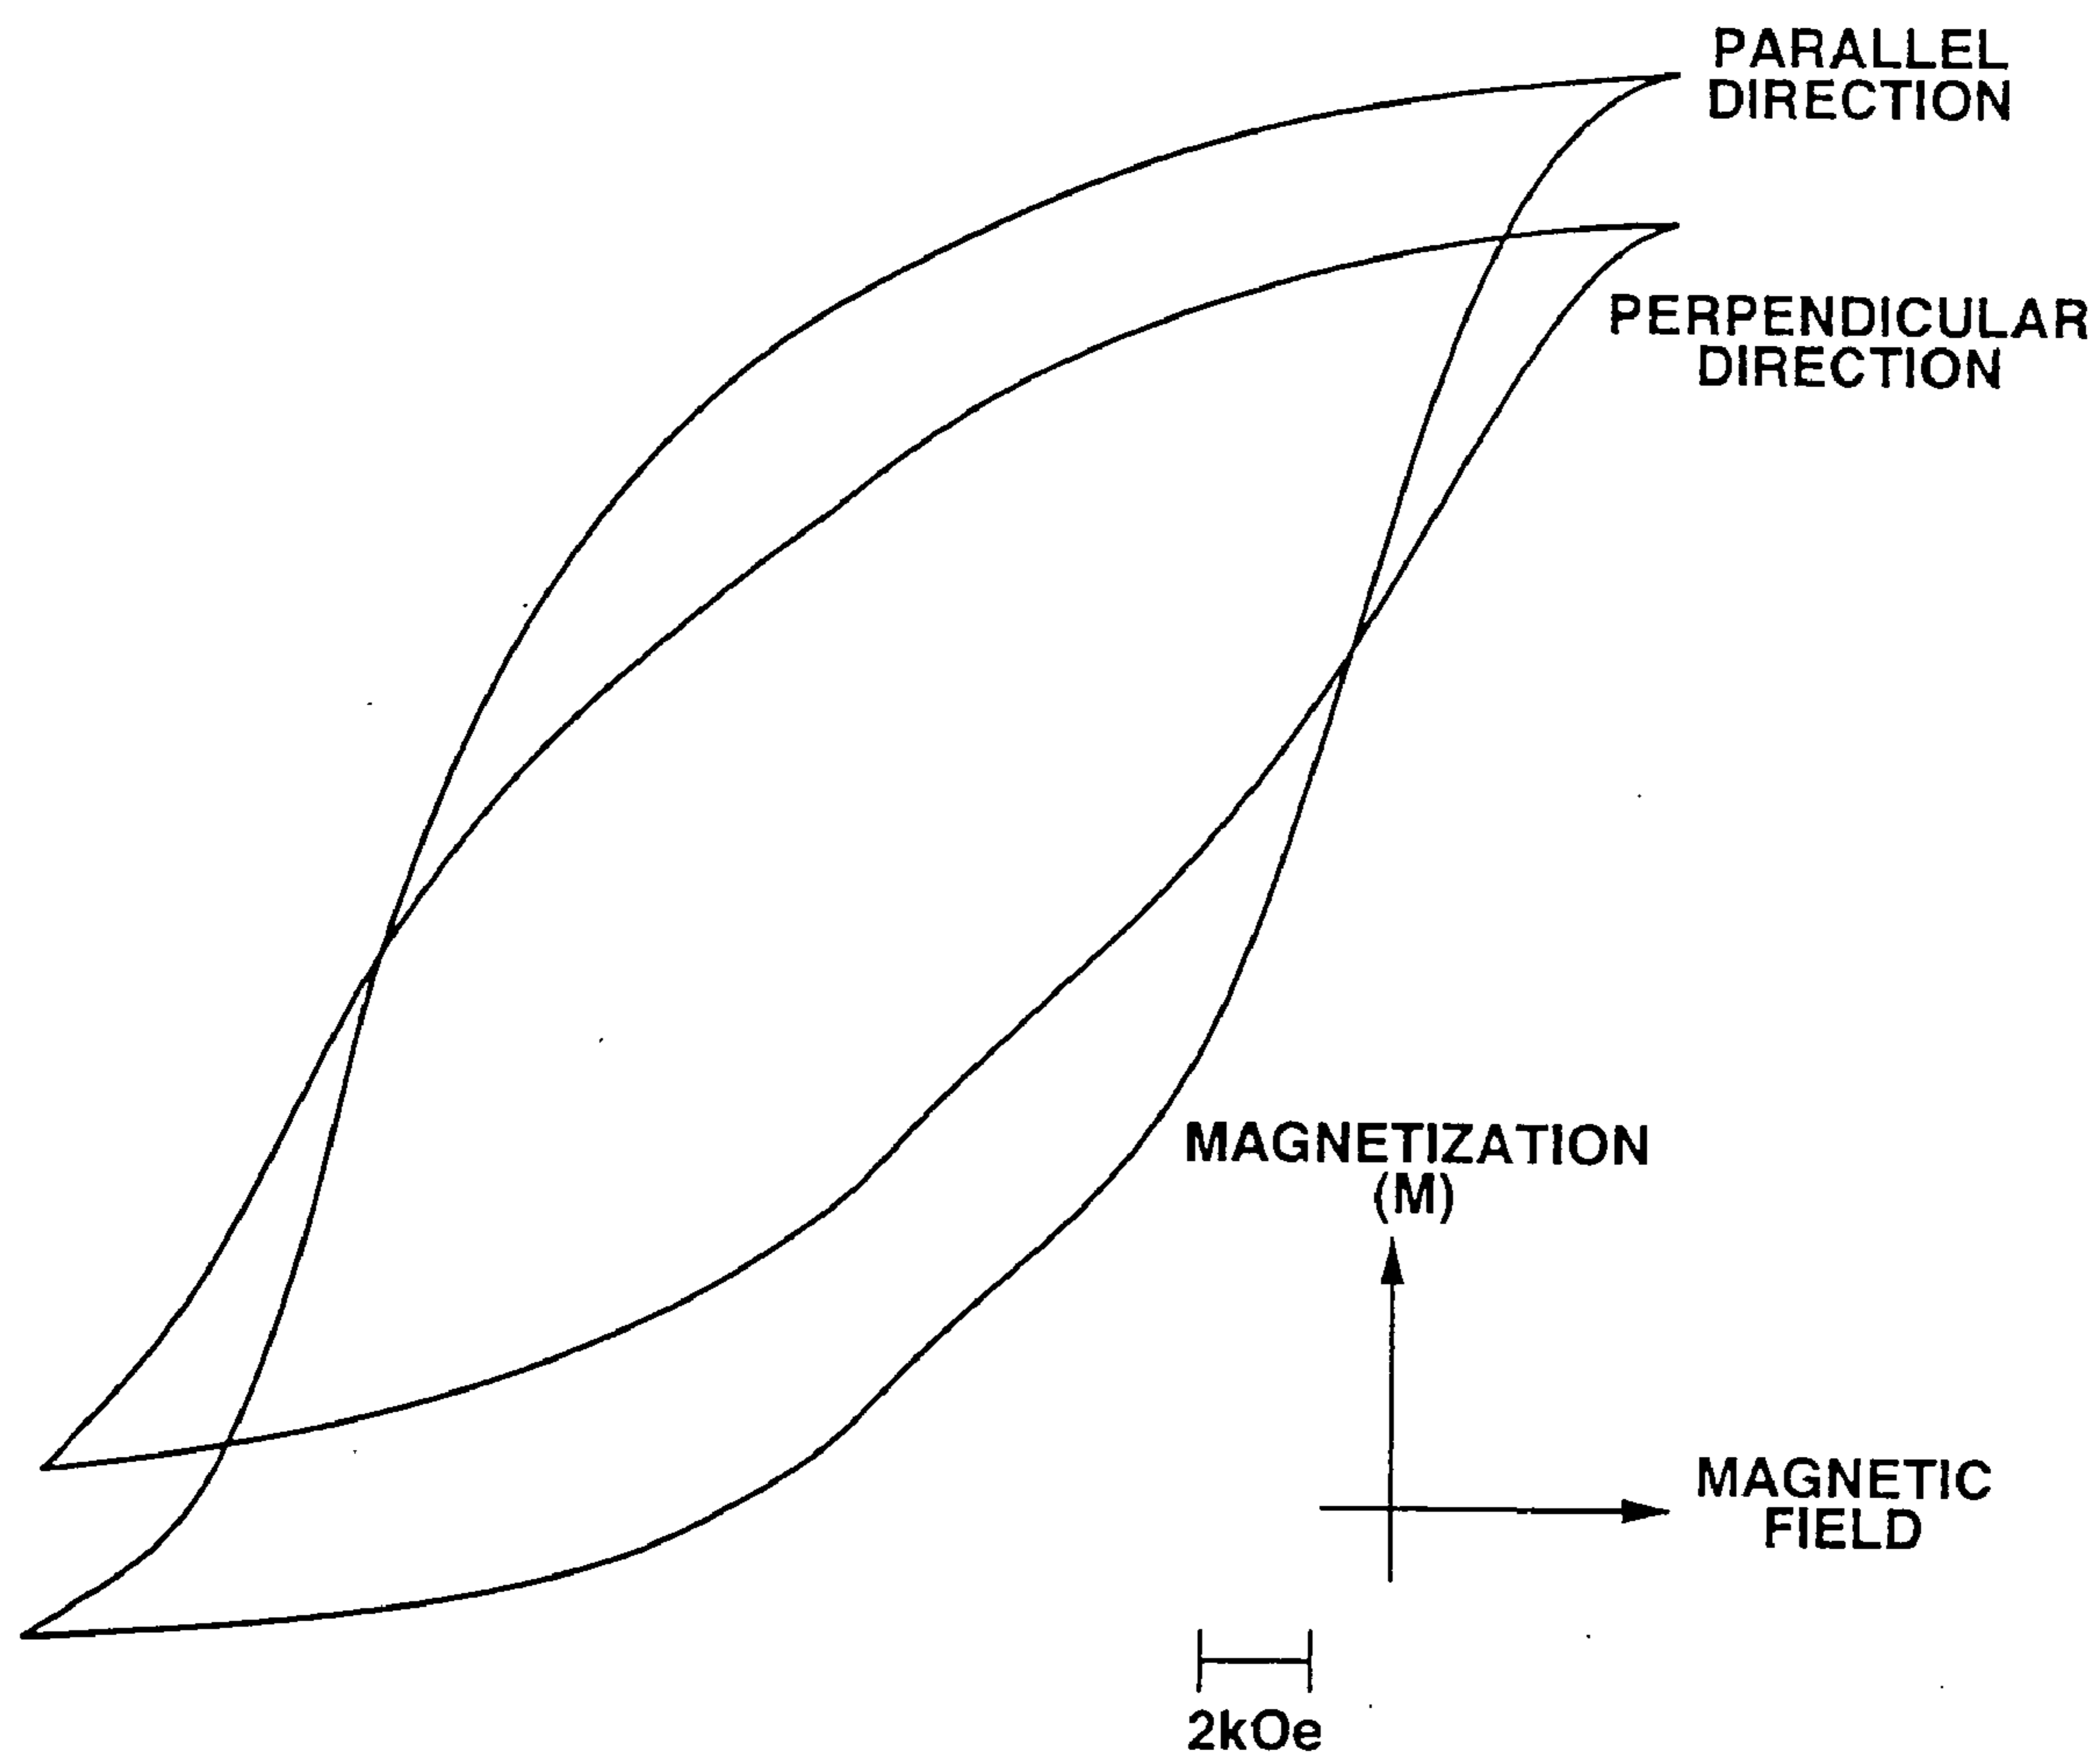 PARALLEL
DIRECTION
PERPENDICULAR
DIRECTION
MAGNETIZATION
(M)
MAGNETIC
FIELD
2kOe